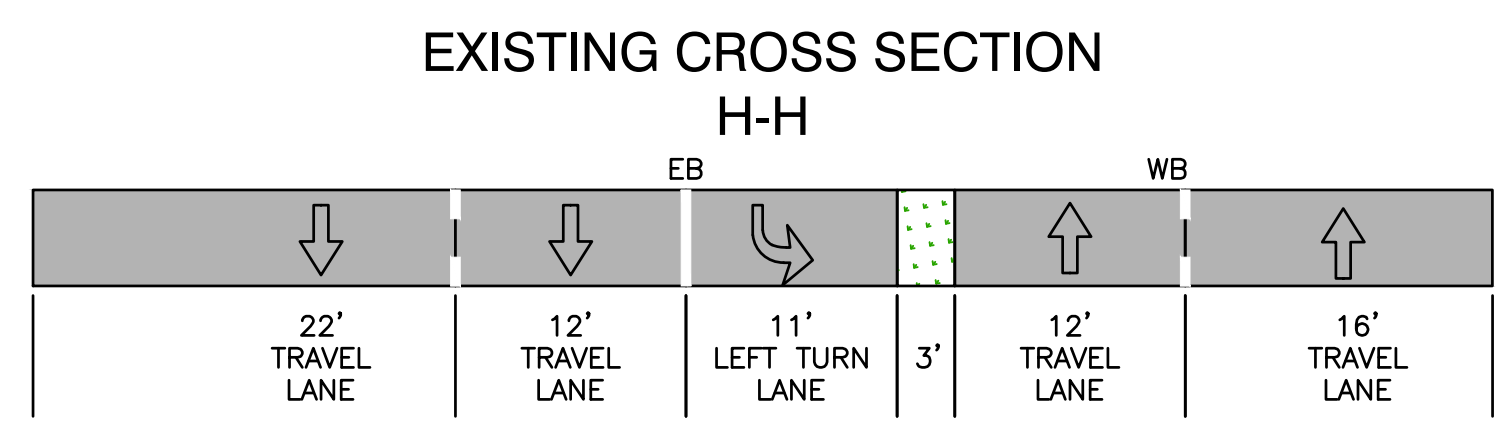 EXISTING CROSS SECTION
H-H
EB
WB
22’
TRAVEL
LANE
12’
TRAVEL
LANE
11’
LEFT TURN
LANE
3’
12’
TRAVEL
LANE
16’
TRAVEL
LANE